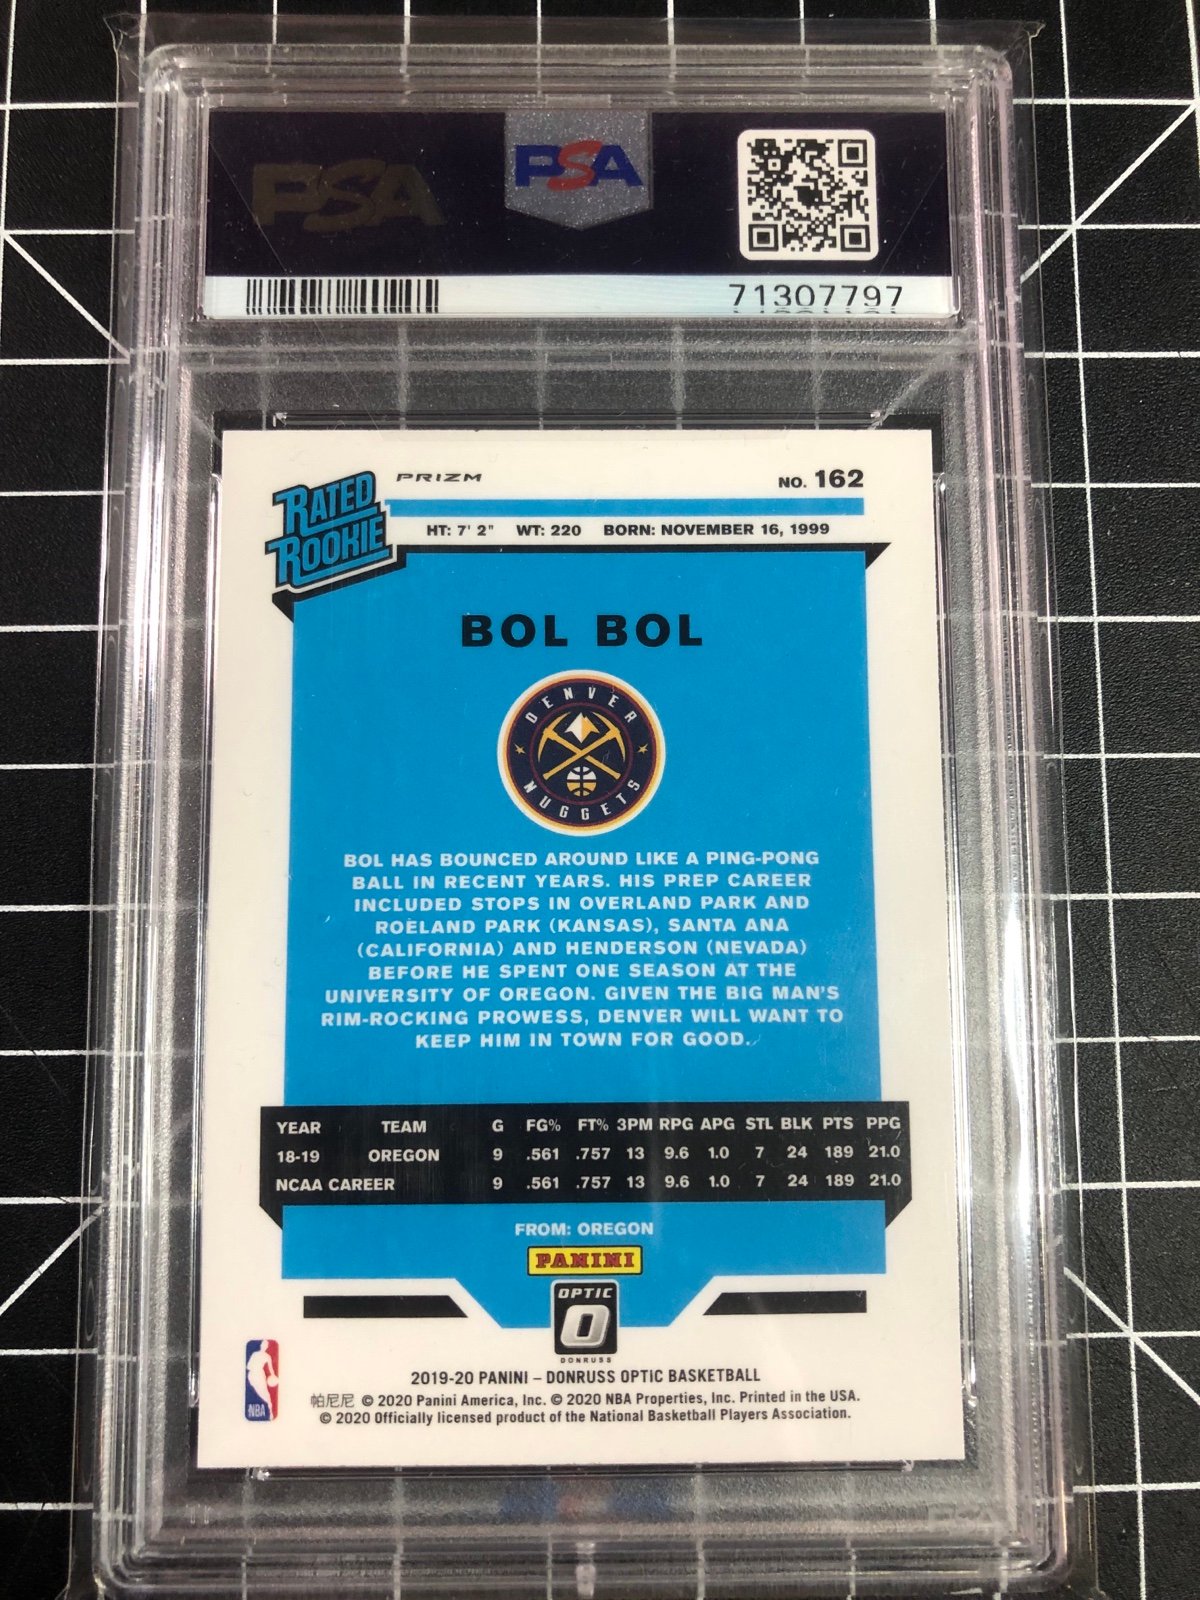 PSA
PSA
71307797
RATED
ROOKIE
PRIZM
NO. 162
HT: 7' 2" WT: 220 BORN: NOVEMBER 16, 1999
BOL BOL
DENVER
NUGGETS
BOL HAS BOUNCED AROUND LIKE A PING-PONG
BALL IN RECENT YEARS. HIS PREP CAREER
INCLUDED STOPS IN OVERLAND PARK AND
ROELAND PARK (KANSAS), SANTA ANA
(CALIFORNIA) AND HENDERSON (NEVADA)
BEFORE HE SPENT ONE SEASON AT THE
UNIVERSITY OF OREGON. GIVEN THE BIG MAN'S
RIM-ROCKING PROWESS, DENVER WILL WANT TO
KEEP HIM IN TOWN FOR GOOD.
YEAR TEAM G FG% FT% 3PM RPG APG STL BLK PTS PPG
18-19 OREGON 9 .561 .757 13 9.6 1.0 7 24 189 21.0
NCAA CAREER 9 .561 .757 13 9.6 1.0 7 24 189 21.0
FROM: OREGON
PANINI
OPTIC
O
DONRUSS
NBA
2019-20 PANINI – DONRUSS OPTIC BASKETBALL
帕尼尼 © 2020 Panini America, Inc. © 2020 NBA Properties, Inc. Printed in the USA.
© 2020 Officially licensed product of the National Basketball Players Association.
PSA